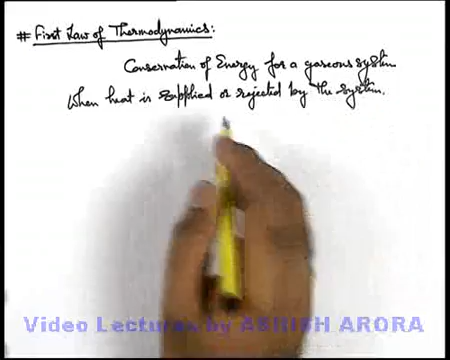 # First Law of Thermodynamics:
Conservation of Energy for a gaseous system
When heat is supplied or rejected by the system.
Video Lectures by ASHISH ARORA